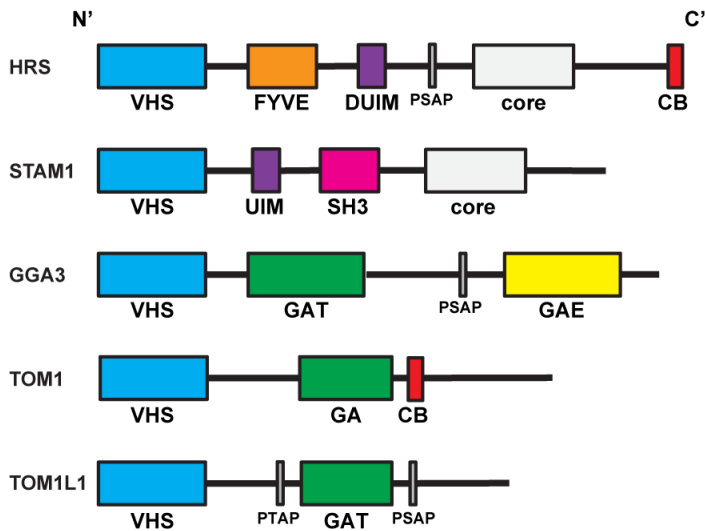 N’ C’
HRS
VHS FYVE DUIM PSAP core CB
STAM1
VHS UIM SH3 core
GGA3
VHS GAT PSAP GAE
TOM1
VHS GA CB
TOM1L1
VHS PTAP GAT PSAP